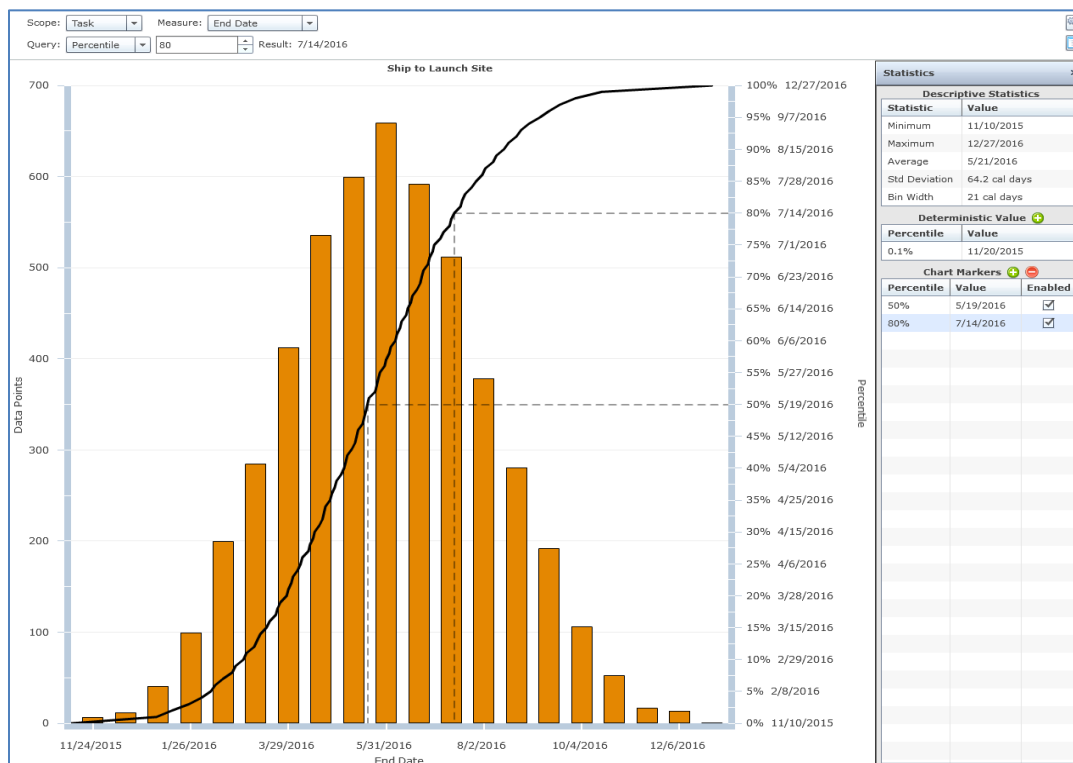 Scope: Task Measure: End Date
Query: Percentile 80 Result: 7/14/2016
Ship to Launch Site
700
600
500
400
300
200
100
0
Data Points
11/24/2015 1/26/2016 3/29/2016 5/31/2016 8/2/2016 10/4/2016 12/6/2016
End Date
100% 12/27/2016
95% 9/7/2016
90% 8/15/2016
85% 7/28/2016
80% 7/14/2016
75% 7/1/2016
70% 6/23/2016
65% 6/14/2016
60% 6/6/2016
55% 5/27/2016
50% 5/19/2016
45% 5/12/2016
40% 5/4/2016
35% 4/25/2016
30% 4/15/2016
25% 4/6/2016
20% 3/28/2016
15% 3/15/2016
10% 2/29/2016
5% 2/8/2016
0% 11/10/2015
Percentile
Statistics
Descriptive Statistics
Statistic Value
Minimum 11/10/2015
Maximum 12/27/2016
Average 5/21/2016
Std Deviation 64.2 cal days
Bin Width 21 cal days
Deterministic Value
Percentile Value
0.1% 11/20/2015
Chart Markers
Percentile Value Enabled
50% 5/19/2016
80% 7/14/2016